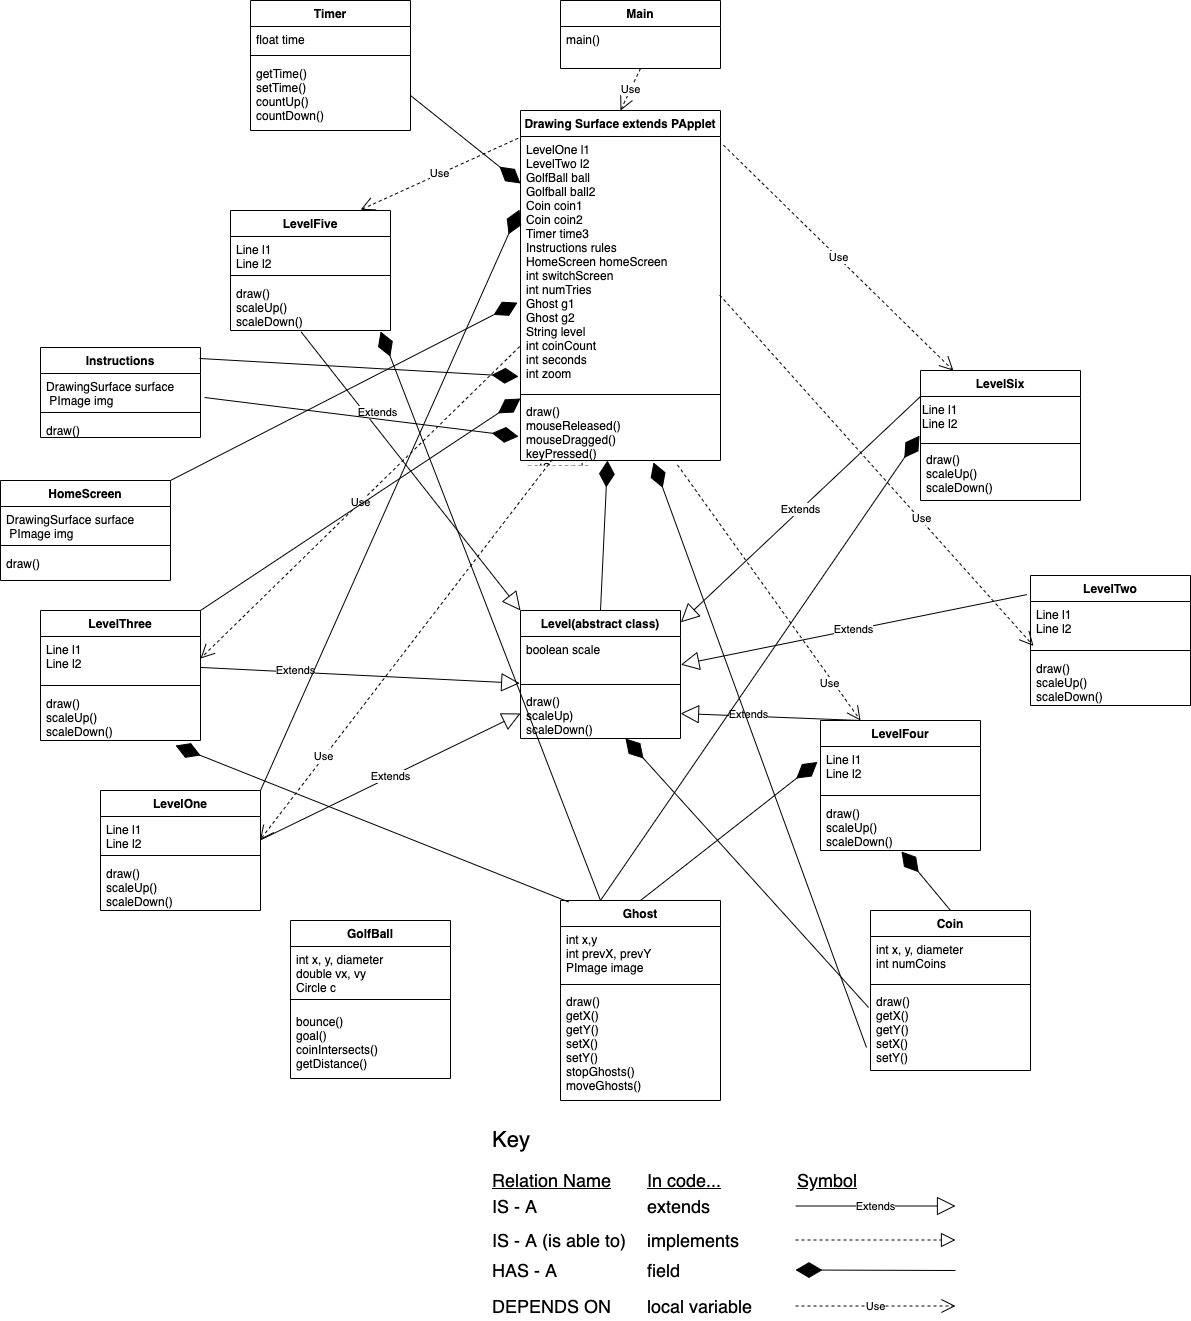 Timer
float time
getTime()
setTime()
countUp()
countDown()
Main
main()
Use
Drawing Surface extends PApplet
LevelOne l1
LevelTwo l2
GolfBall ball
Golfball ball2
Coin coin1
Coin coin2
Timer time3
Instructions rules
HomeScreen homeScreen
int switchScreen
int numTries
Ghost g1
Ghost g2
String level
int coinCount
int seconds
int zoom
draw()
mouseReleased()
mouseDragged()
keyPressed()
Use
Use
LevelFive
Line l1
Line l2
draw()
scaleUp()
scaleDown()
Instructions
DrawingSurface surface
PImage img
draw()
Extends
LevelSix
Line l1
Line l2
draw()
scaleUp()
scaleDown()
HomeScreen
DrawingSurface surface
PImage img
draw()
Use
Extends
Use
LevelTwo
Line l1
Line l2
draw()
scaleUp()
scaleDown()
LevelThree
Line l1
Line l2
draw()
scaleUp()
scaleDown()
Extends
Level(abstract class)
boolean scale
draw()
scaleUp)
scaleDown()
Extends
Use
Extends
LevelFour
Line l1
Line l2
draw()
scaleUp()
scaleDown()
Use
Extends
LevelOne
Line l1
Line l2
draw()
scaleUp()
scaleDown()
GolfBall
int x, y, diameter
double vx, vy
Circle c
bounce()
goal()
coinIntersects()
getDistance()
Ghost
int x,y
int prevX, prevY
PImage image
draw()
getX()
getY()
setX()
setY()
stopGhosts()
moveGhosts()
Coin
int x, y, diameter
int numCoins
draw()
getX()
getY()
setX()
setY()
Key
Relation Name In code... Symbol
IS - A extends Extends
IS - A (is able to) implements
HAS - A field
DEPENDS ON local variable Use